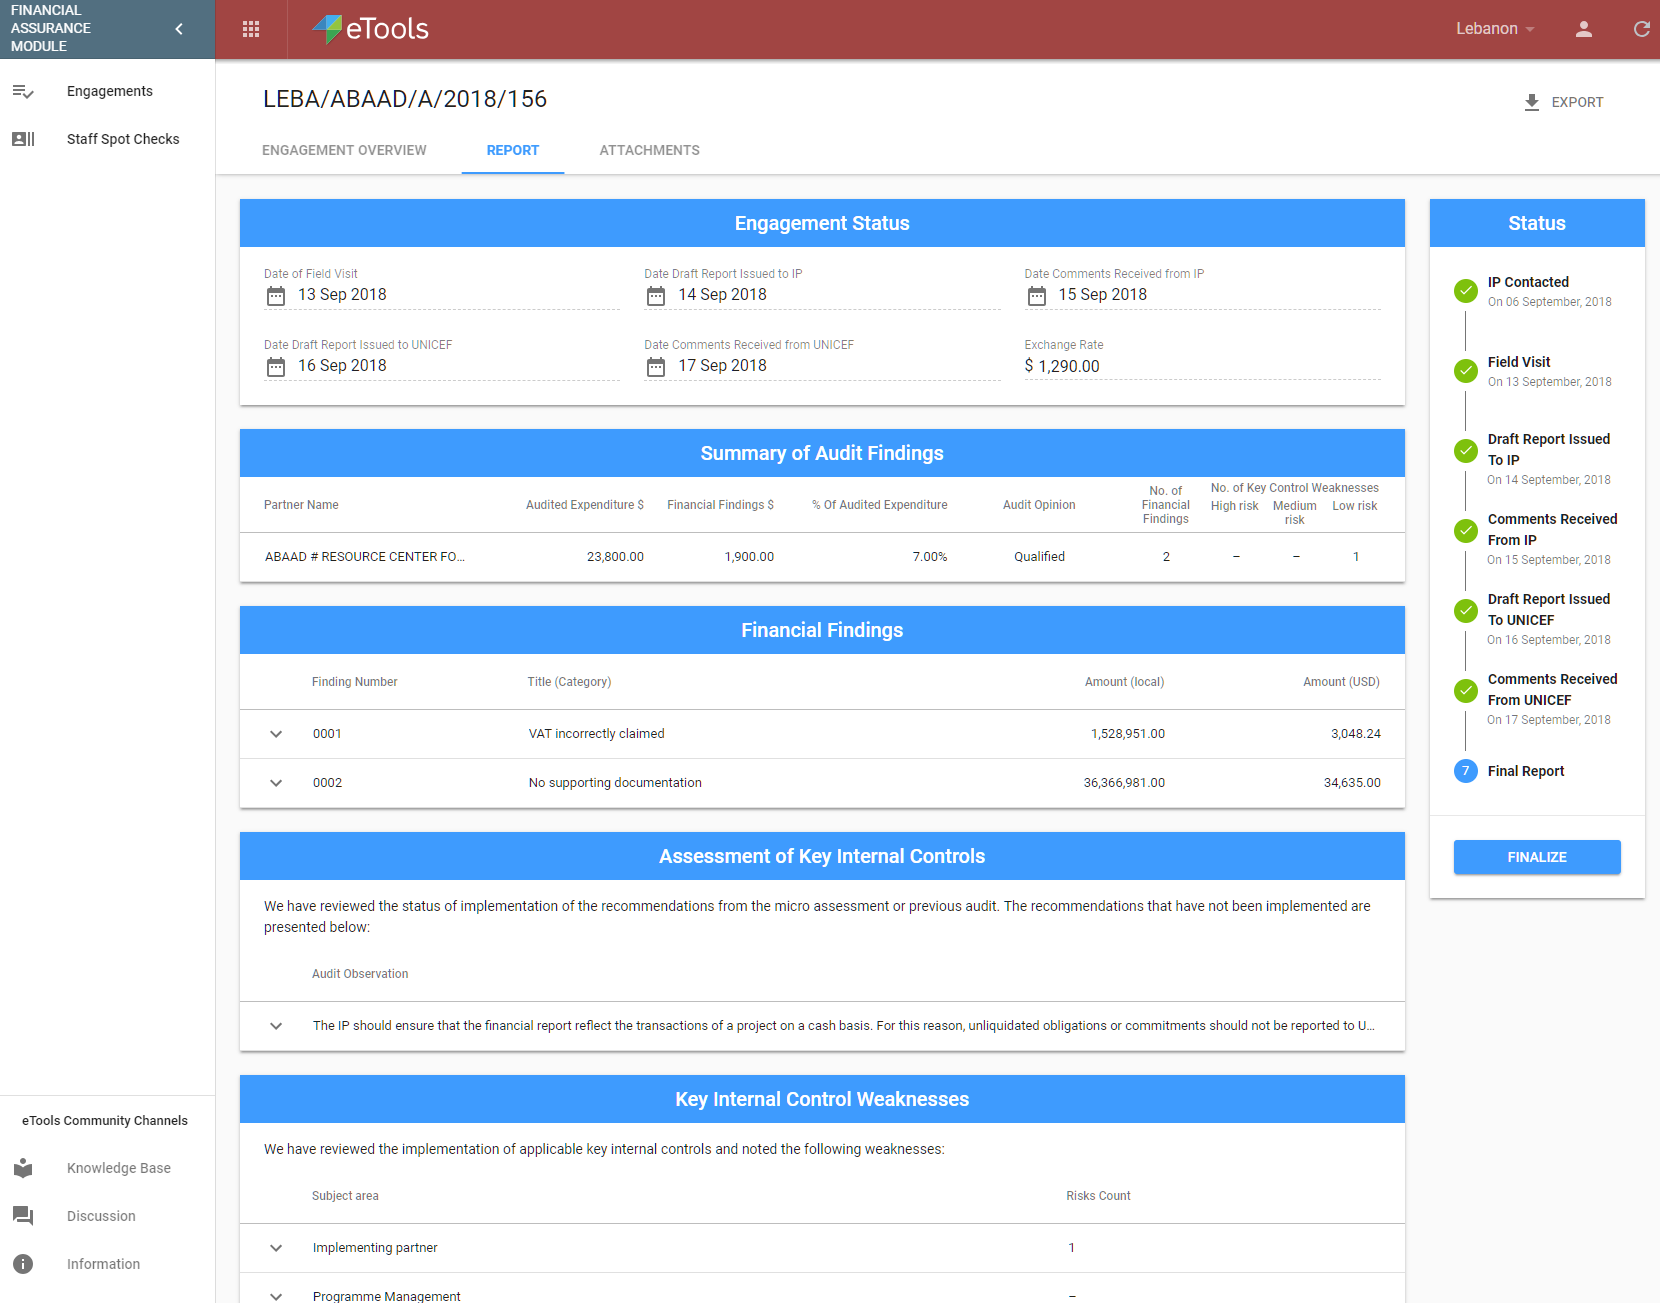 FINANCIAL
ASSURANCE
MODULE
eTools
Lebanon
Engagements
Staff Spot Checks
LEBA/ABAAD/A/2018/156
EXPORT
ENGAGEMENT OVERVIEW
REPORT
ATTACHMENTS
Engagement Status
Date of Field Visit
13 Sep 2018
Date Draft Report Issued to IP
14 Sep 2018
Date Comments Received from IP
15 Sep 2018
Date Draft Report Issued to UNICEF
16 Sep 2018
Date Comments Received from UNICEF
17 Sep 2018
Exchange Rate
$ 1,290.00
Summary of Audit Findings
Partner Name
Audited Expenditure $
Financial Findings $
% Of Audited Expenditure
Audit Opinion
No. of
Financial
Findings
No. of Key Control Weaknesses
High risk
Medium
risk
Low risk
ABAAD # RESOURCE CENTER FO...
23,800.00
1,900.00
7.00%
Qualified
2
–
–
1
Financial Findings
Finding Number
Title (Category)
Amount (local)
Amount (USD)
0001
VAT incorrectly claimed
1,528,951.00
3,048.24
0002
No supporting documentation
36,366,981.00
34,635.00
Assessment of Key Internal Controls
We have reviewed the status of implementation of the recommendations from the micro assessment or previous audit. The recommendations that have not been implemented are
presented below:
Audit Observation
The IP should ensure that the financial report reflect the transactions of a project on a cash basis. For this reason, unliquidated obligations or commitments should not be reported to U...
Key Internal Control Weaknesses
We have reviewed the implementation of applicable key internal controls and noted the following weaknesses:
Subject area
Risks Count
Implementing partner
1
Programme Management
–
Status
IP Contacted
On 06 September, 2018
Field Visit
On 13 September, 2018
Draft Report Issued
To IP
On 14 September, 2018
Comments Received
From IP
On 15 September, 2018
Draft Report Issued
To UNICEF
On 16 September, 2018
Comments Received
From UNICEF
On 17 September, 2018
7
Final Report
FINALIZE
eTools Community Channels
Knowledge Base
Discussion
Information